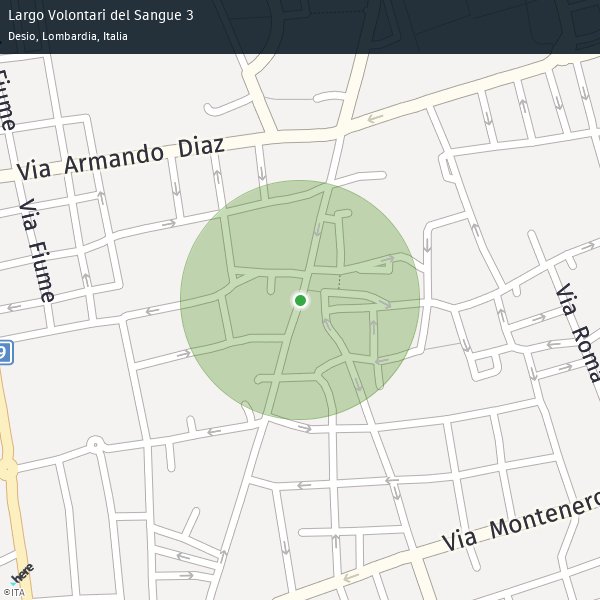 Largo Volontari del Sangue 3
Desio, Lombardia, Italia
Fiume
Via Armando Diaz
Via Fiume
Via Roma
9
Via Montenero
here
©ITA